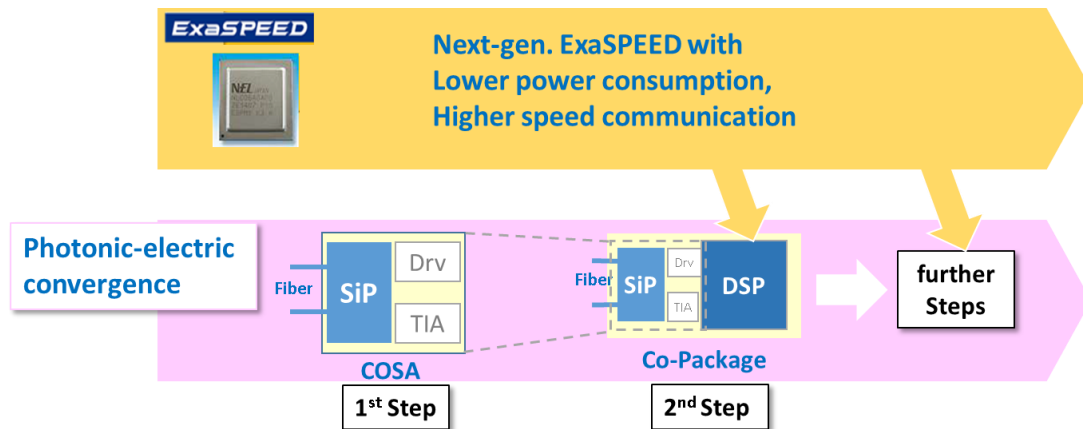 ExaSPEED
NEL
Next-gen. ExaSPEED with
Lower power consumption,
Higher speed communication
Photonic-electric
convergence
Fiber
SiP
Drv
TIA
COSA
1st Step
Fiber
SiP
Drv
TIA
DSP
Co-Package
2nd Step
further
Steps